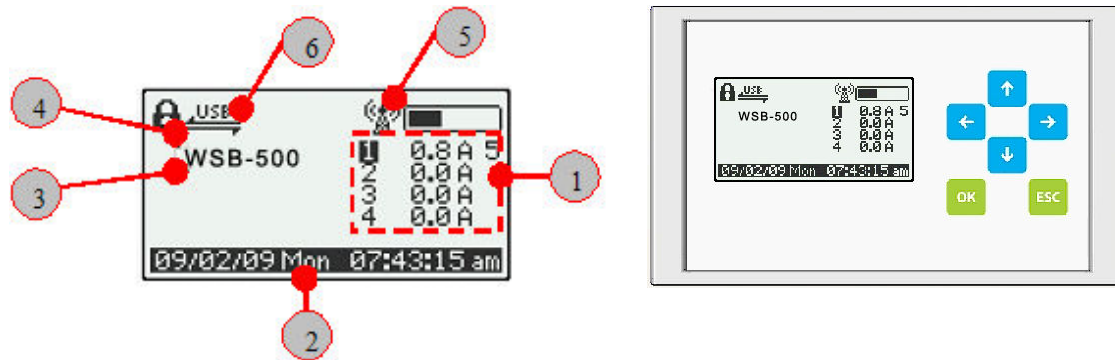 6
5
4
3
1
2
USB
WSB-500
1 0.8 A 5
2 0.0 A
3 0.0 A
4 0.0 A
09/02/09 Mon 07:43:15 am
USB
WSB-500
1 0.8 A 5
2 0.0 A
3 0.0 A
4 0.0 A
09/02/09 Mon 07:43:15 am
OK
ESC